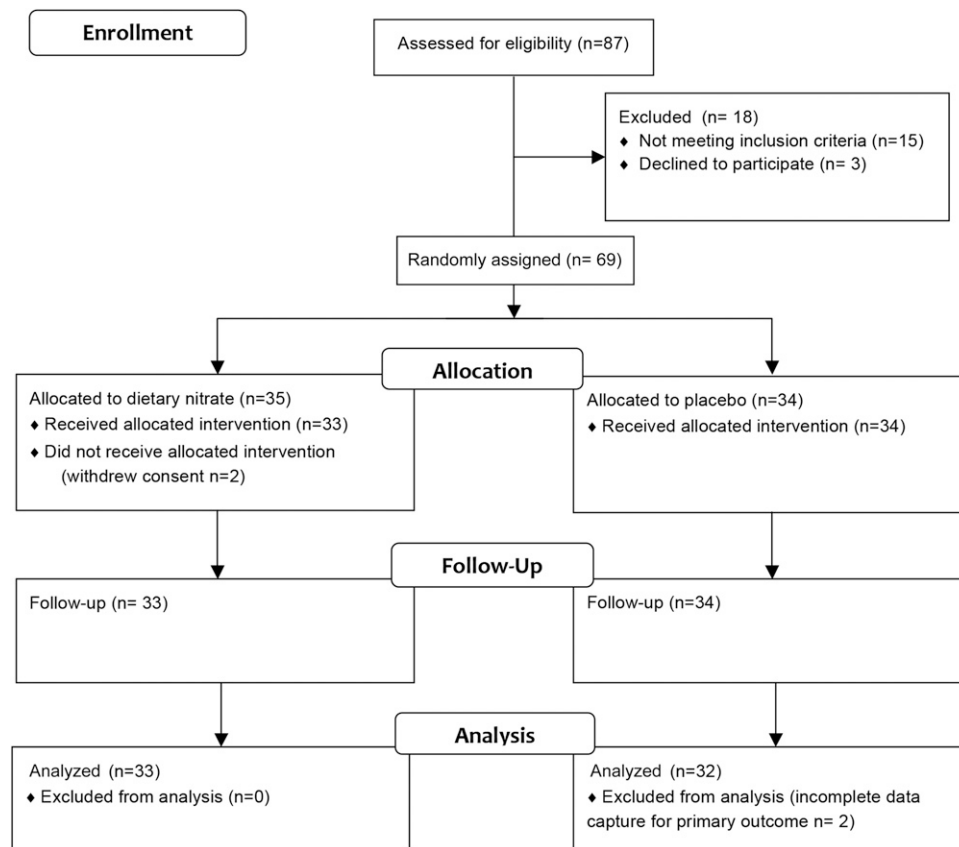 Enrollment
Assessed for eligibility (n=87)
Excluded (n= 18)
♦ Not meeting inclusion criteria (n=15)
♦ Declined to participate (n= 3)
Randomly assigned (n= 69)
Allocation
Allocated to dietary nitrate (n=35)
♦ Received allocated intervention (n=33)
♦ Did not receive allocated intervention
(withdrew consent n=2)
Allocated to placebo (n=34)
♦ Received allocated intervention (n=34)
Follow-Up
Follow-up (n= 33)
Follow-up (n=34)
Analysis
Analyzed (n=33)
♦ Excluded from analysis (n=0)
Analyzed (n=32)
♦ Excluded from analysis (incomplete data
capture for primary outcome n= 2)